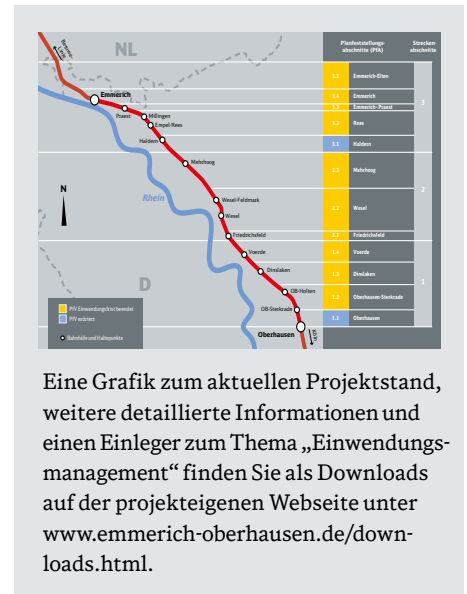 Planfeststellungs-
abschnitte (PfA)
Strecken-
abschnitte
NL
Betuwe-
Linie
Emmerich
Praest
Millingen
Empel-Rees
Haldern
Mehrhoog
Rhein
N
Wesel-Feldmark
Wesel
Friedrichsfeld
Voerde
Dinslaken
OB-Holten
OB-Sterkrade
Oberhausen
Köln
D
3.5 Emmerich-Elten
3.4 Emmerich
3.3 Emmerich-Praest
3.2 Rees
3.1 Haldern
2.3 Mehrhoog
2.2 Wesel
2.1 Friedrichsfeld
1.4 Voerde
1.3 Dinslaken
1.2 Oberhausen-Sterkrade
1.1 Oberhausen
3
2
1
PfV Einwendungsfrist beendet
PfV erörtert
Bahnhöfe und Haltepunkte
Eine Grafik zum aktuellen Projektstand,
weitere detaillierte Informationen und
einen Einleger zum Thema „Einwendungs-
management“ finden Sie als Downloads
auf der projekteigenen Webseite unter
www.emmerich-oberhausen.de/down-
loads.html.